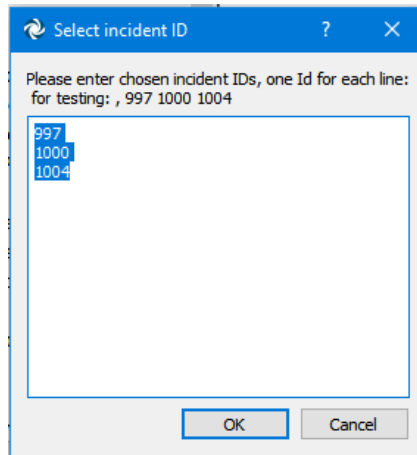 Select incident ID
Please enter chosen incident IDs, one Id for each line:
for testing: , 997 1000 1004
997
1000
1004
OK
Cancel